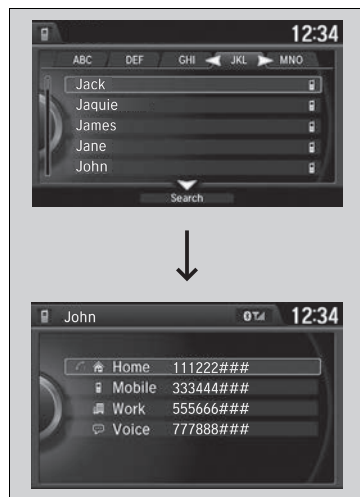 12:34
ABC DEF GHI JKL MNO
Jack
Jaquie
James
Jane
John
Search
John 12:34
Home 111222###
Mobile 333444###
Work 555666###
Voice 777888###